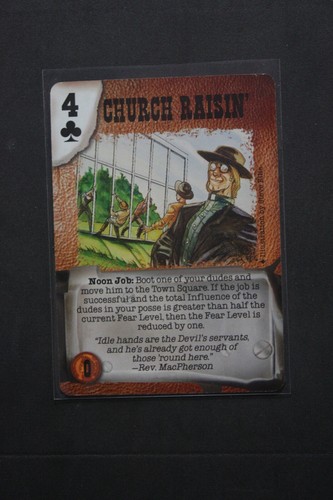 4
CHURCH RAISIN'
Noon Job: Boot one of your dudes and
move him to the Town Square. If the job is
successful and the total Influence of the
dudes in your posse is greater than half the
current Fear Level, then the Fear Level is
reduced by one.
"Idle hands are the Devil's servants,
and he's already got enough of
those 'round here."
—Rev. MacPherson
0